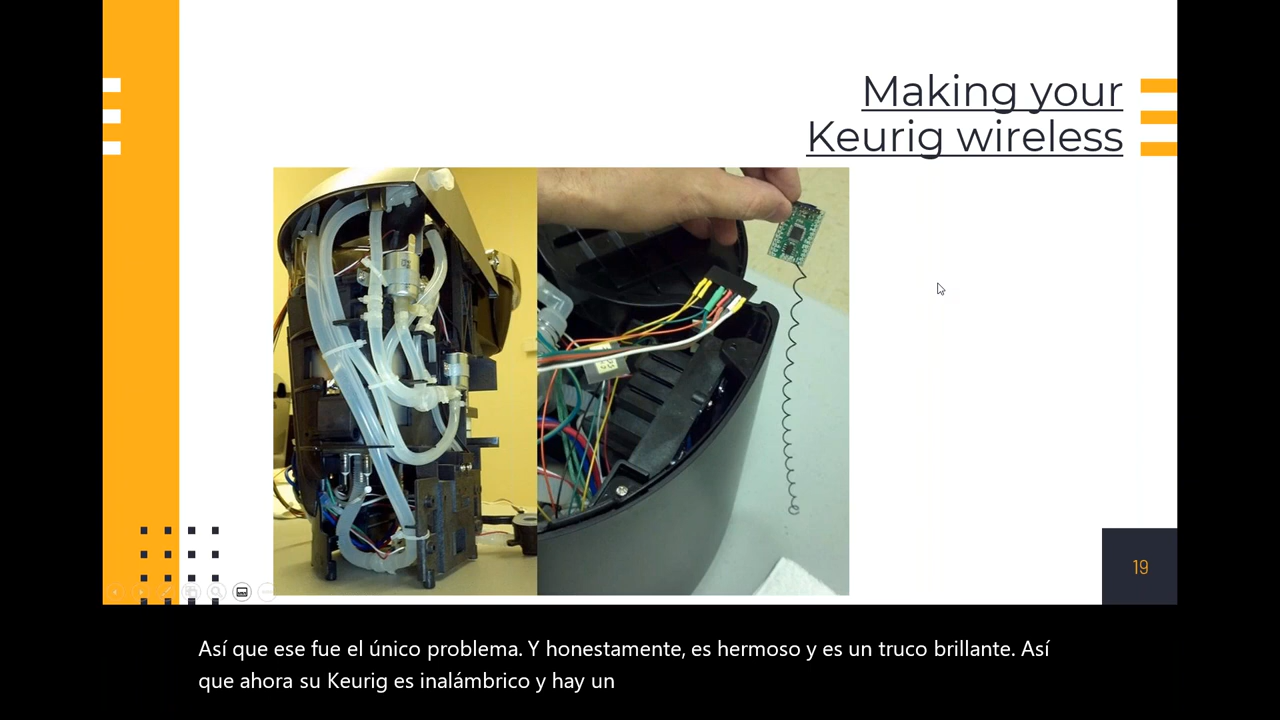 Making your
Keurig wireless
19
Así que ese fue el único problema. Y honestamente, es hermoso y es un truco brillante. Así
que ahora su Keurig es inalámbrico y hay un